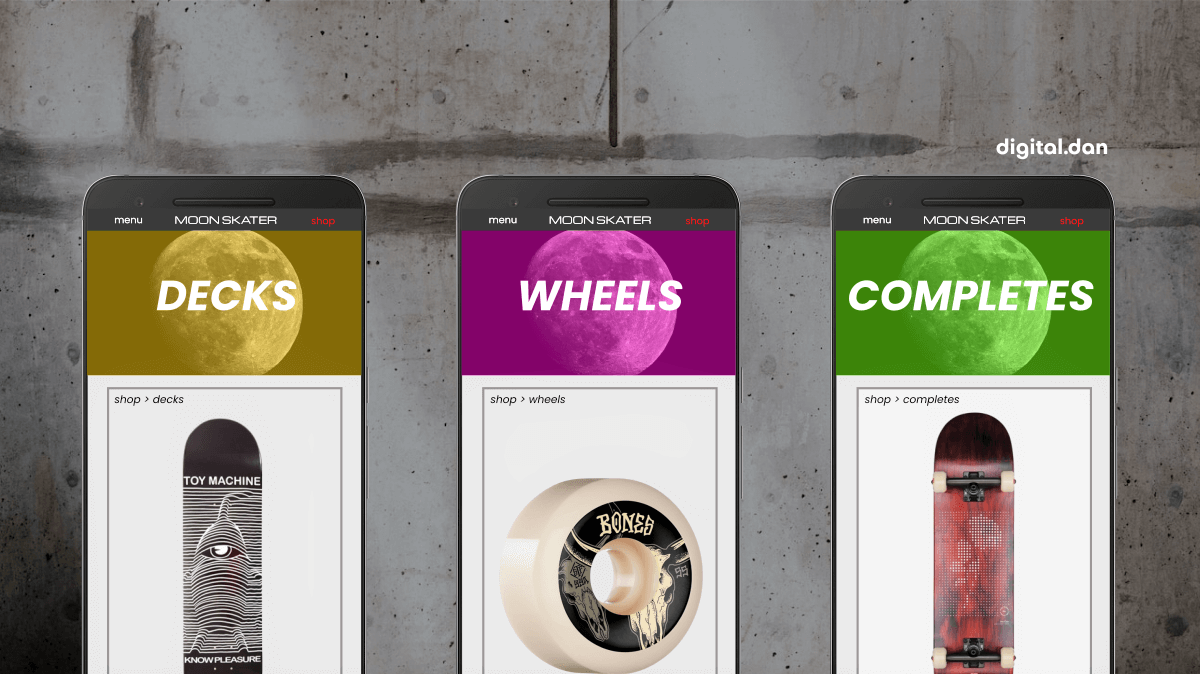 digital.dan
menu MOON SKATER shop
DECKS
shop > decks
TOY MACHINE
KNOW PLEASURE
menu MOON SKATER shop
WHEELS
shop > wheels
BONES
99A
menu MOON SKATER shop
COMPLETES
shop > completes